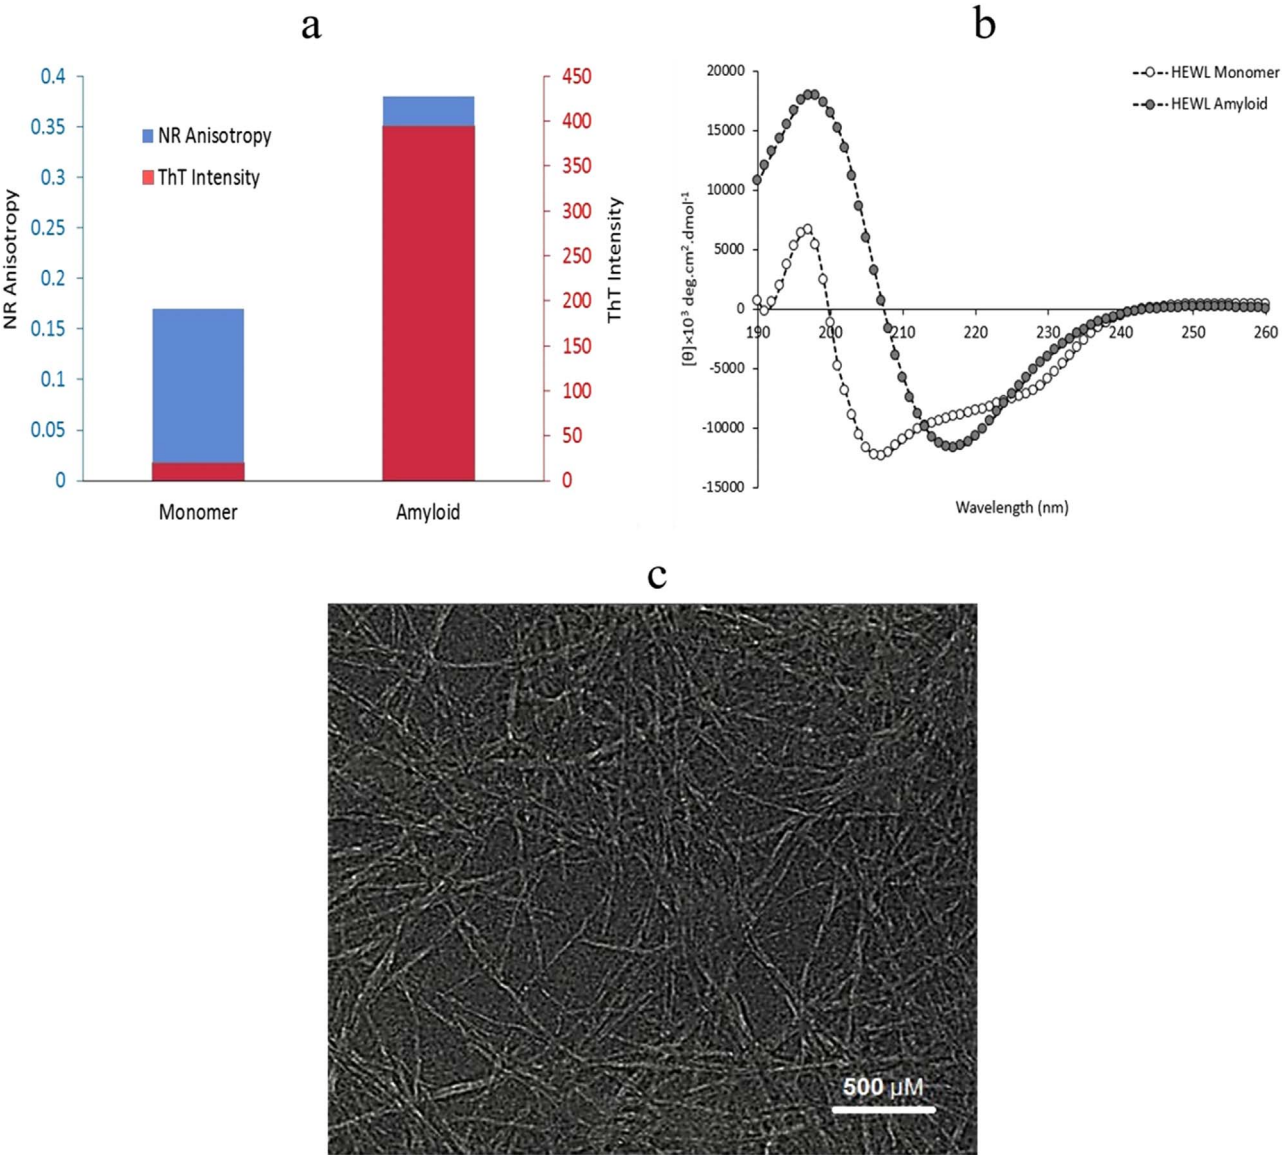 a
b
0.4
0.35
0.3
0.25
0.2
0.15
0.1
0.05
0
NR Anisotropy
NR Anisotropy
ThT Intensity
450
400
350
300
250
200
150
100
50
0
ThT Intensity
Monomer
Amyloid
HEWL Monomer
HEWL Amyloid
20000
15000
10000
5000
0
-5000
-10000
-15000
[θ]×10³ deg.cm².dmol⁻¹
190
200
210
220
230
240
250
260
Wavelength (nm)
c
500 μM